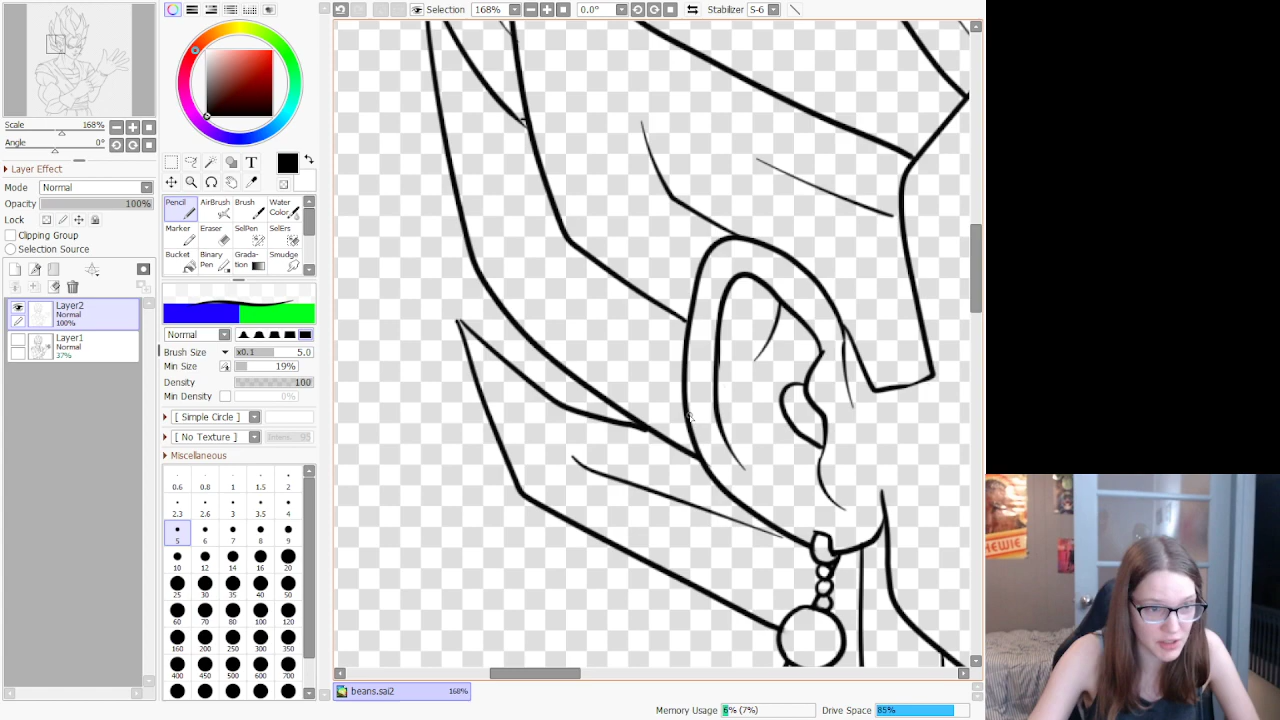 Selection 168% 0.0° Stabilizer S-6
Scale 168%
Angle 0°
Layer Effect
Mode Normal
Opacity 100%
Lock
Clipping Group
Selection Source
Layer2
Normal
100%
Layer1
Normal
37%
T
Pencil AirBrush Brush Water Color
Marker Eraser SelPen SelErs
Bucket Binary Pen Grada-tion Smudge
Normal
Brush Size x0.1 5.0
Min Size 19%
Density 100
Min Density 0%
[ Simple Circle ]
[ No Texture ] 95
Miscellaneous
0.6 0.8 1 1.5 2
2.3 2.6 3 3.5 4
5 6 7 8 9
10 12 14 16 20
25 30 35 40 50
60 70 80 100 120
160 200 250 300 350
400 450 500 600 700
beans.sai2 168%
Memory Usage 6% (7%) Drive Space 85%
HEWIE